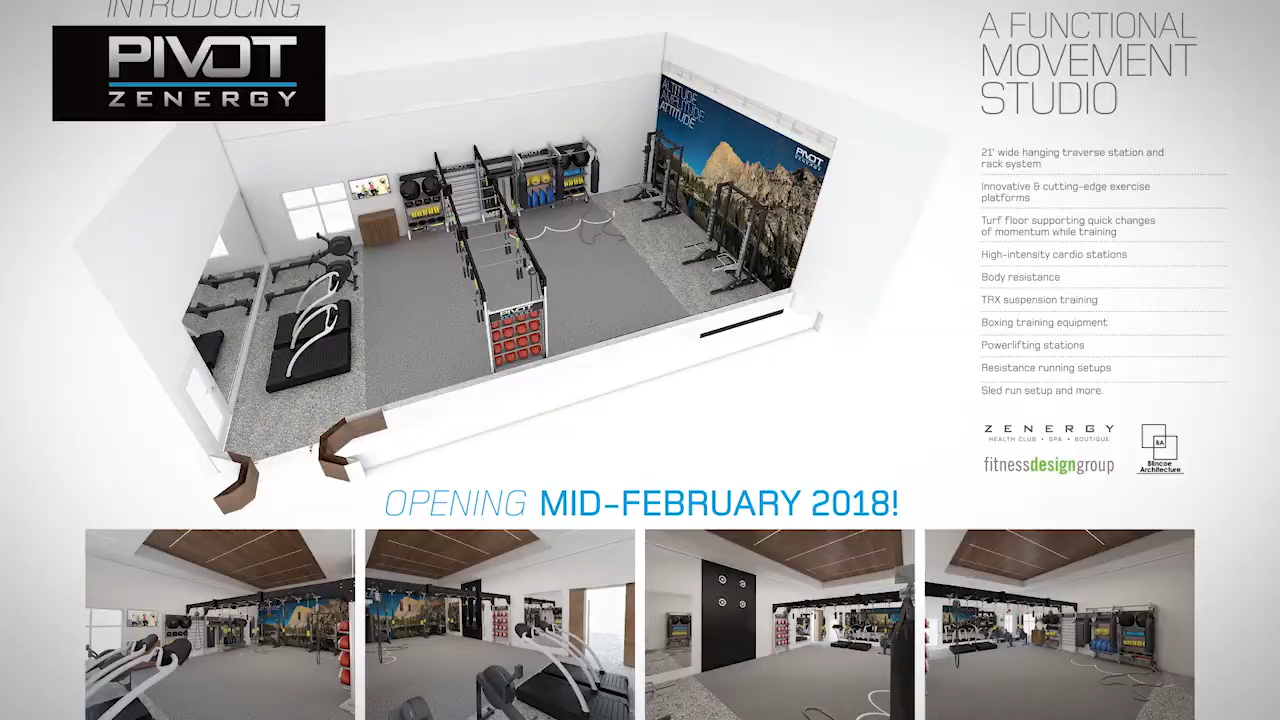 INTRODUCING
PIVOT
ZENERGY
A FUNCTIONAL
MOVEMENT
STUDIO
ALTITUDE
AMPLITUDE
ATTITUDE
PIVOT
ZENERGY
PIVOT
21' wide hanging traverse station and
rack system
Innovative & cutting-edge exercise
platforms
Turf floor supporting quick changes
of momentum while training
High-intensity cardio stations
Body resistance
TRX suspension training
Boxing training equipment
Powerlifting stations
Resistance running setups
Sled run setup and more.
ZENERGY
HEALTH CLUB • SPA • BOUTIQUE
fitnessdesigngroup
BA
Blincoe
Architecture
OPENING MID-FEBRUARY 2018!